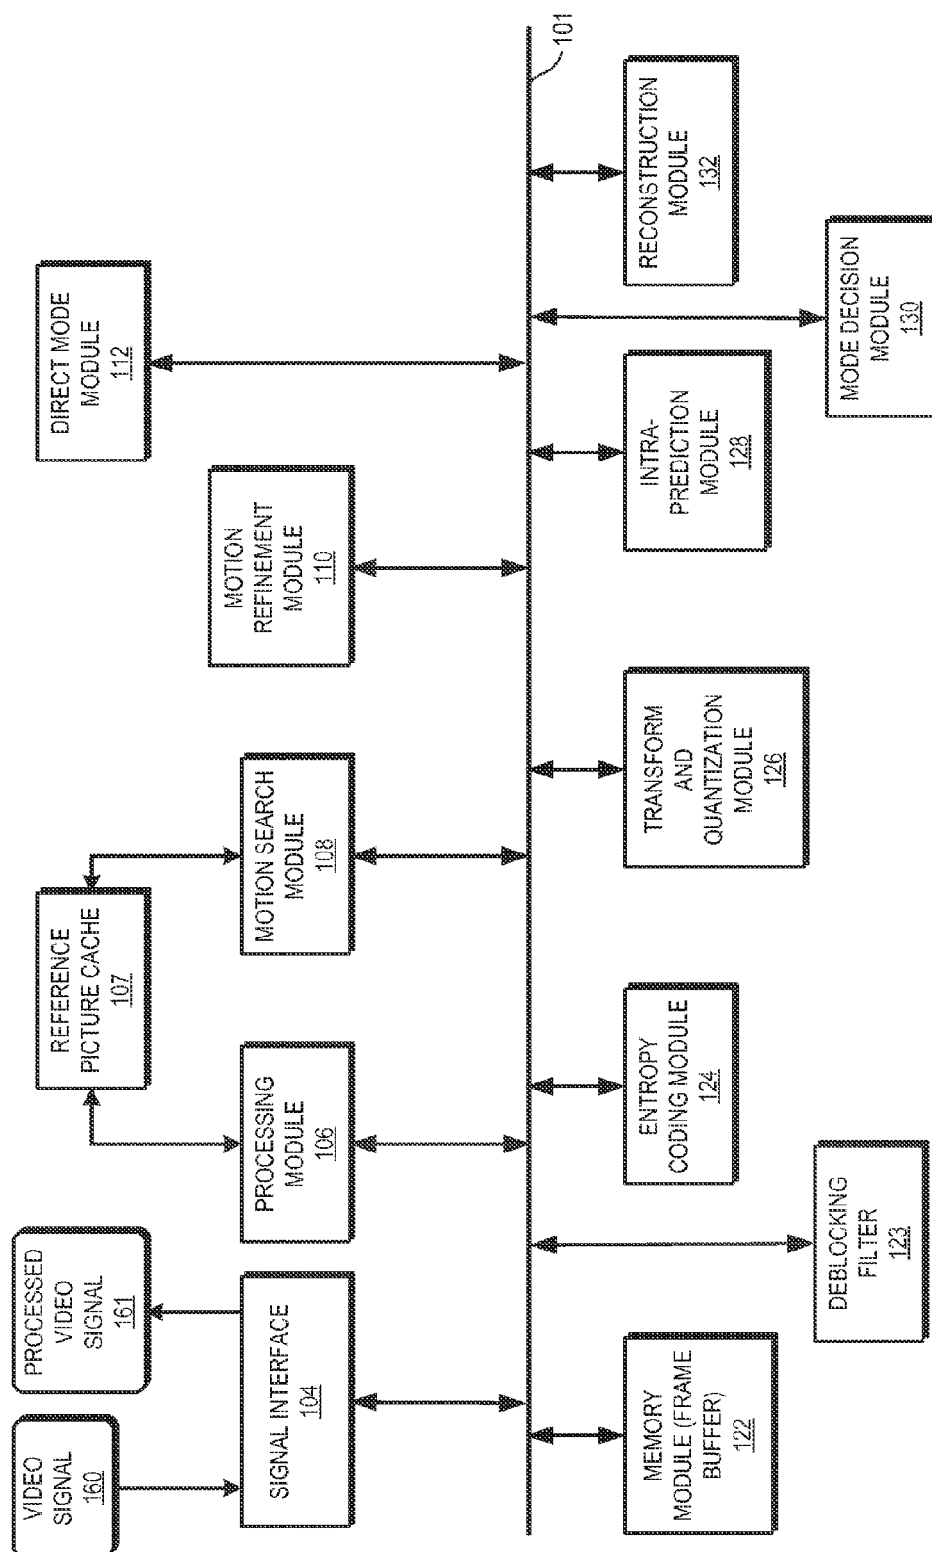 VIDEO
SIGNAL
160
PROCESSED
VIDEO
SIGNAL
161
SIGNAL INTERFACE
104
REFERENCE
PICTURE CACHE
107
PROCESSING
MODULE
106
MOTION SEARCH
MODULE
108
MOTION
REFINEMENT
MODULE
110
DIRECT MODE
MODULE
112
101
MEMORY
MODULE (FRAME
BUFFER)
122
DEBLOCKING
FILTER
123
ENTROPY
CODING MODULE
124
TRANSFORM
AND
QUANTIZATION
MODULE
126
INTRA-
PREDICTION
MODULE
128
MODE DECISION
MODULE
130
RECONSTRUCTION
MODULE
132